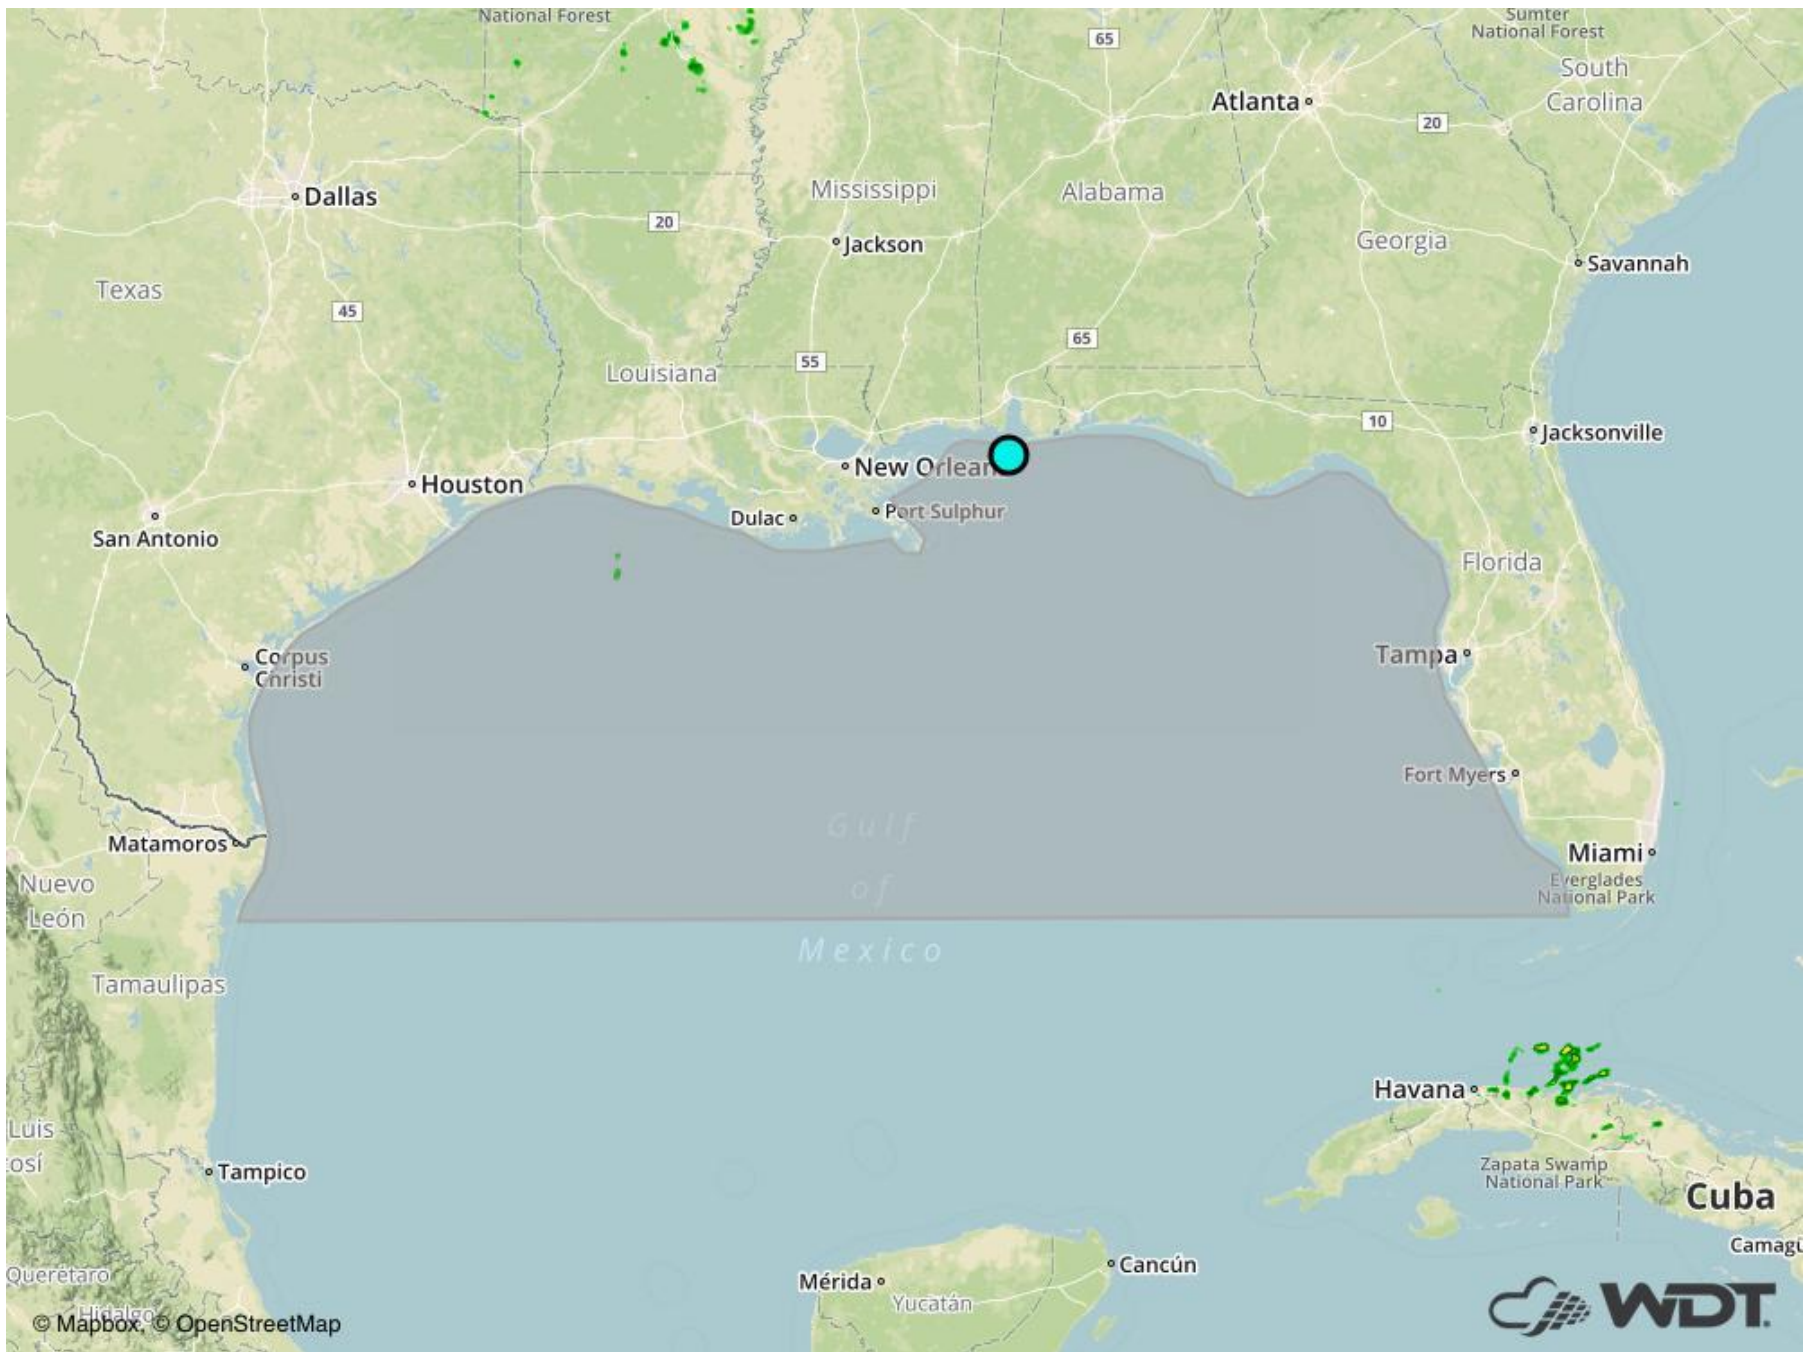 National Forest
65
Sumter
National Forest
South
Carolina
Atlanta
20
Dallas
Mississippi
Alabama
20
Jackson
Georgia
Savannah
Texas
45
65
55
Louisiana
10
Jacksonville
New Orlean
Houston
Port Sulphur
Dulac
San Antonio
Florida
Tampa
Corpus
Christi
Fort Myers
Gulf
of
Mexico
Matamoros
Miami
Everglades
National Park
Nuevo
León
Tamaulipas
Havana
Luis
osí
Tampico
Zapata Swamp
National Park
Cuba
Camagü
Cancún
Mérida
Yucatán
Querétaro
Hidalgo
© Mapbox, © OpenStreetMap
WDT